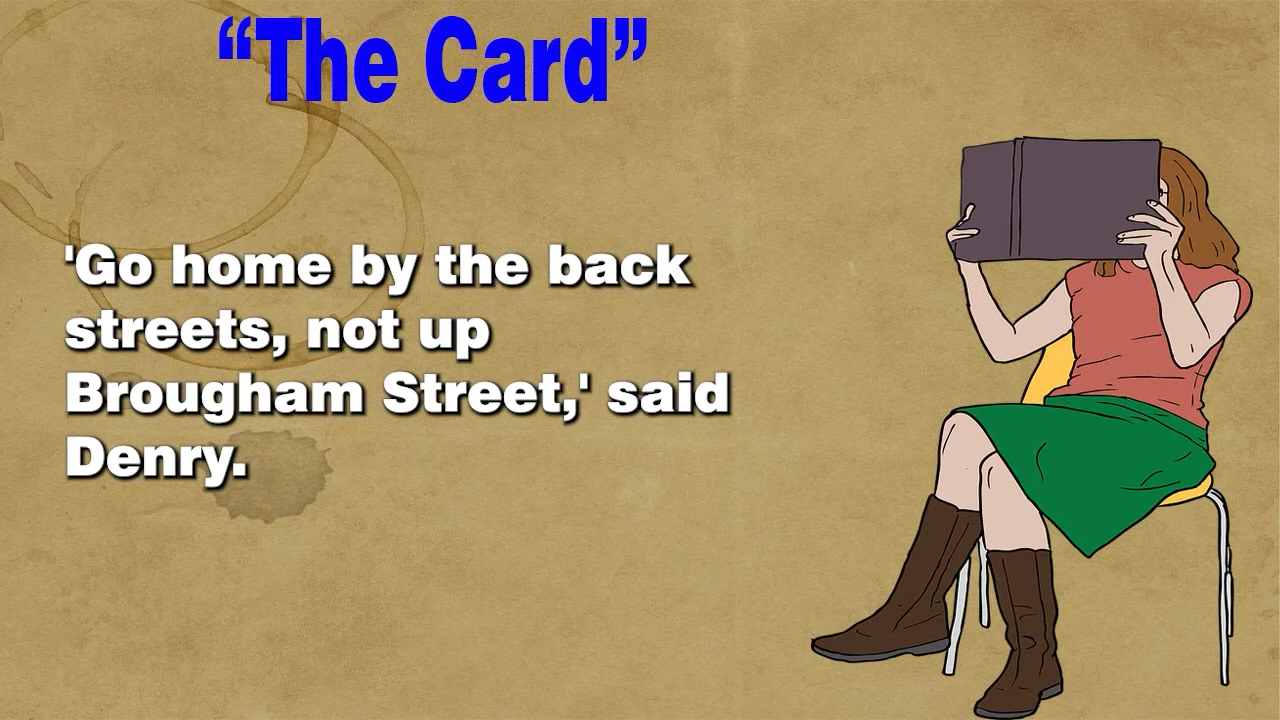 “The Card”
'Go home by the back
streets, not up
Brougham Street,' said
Denry.